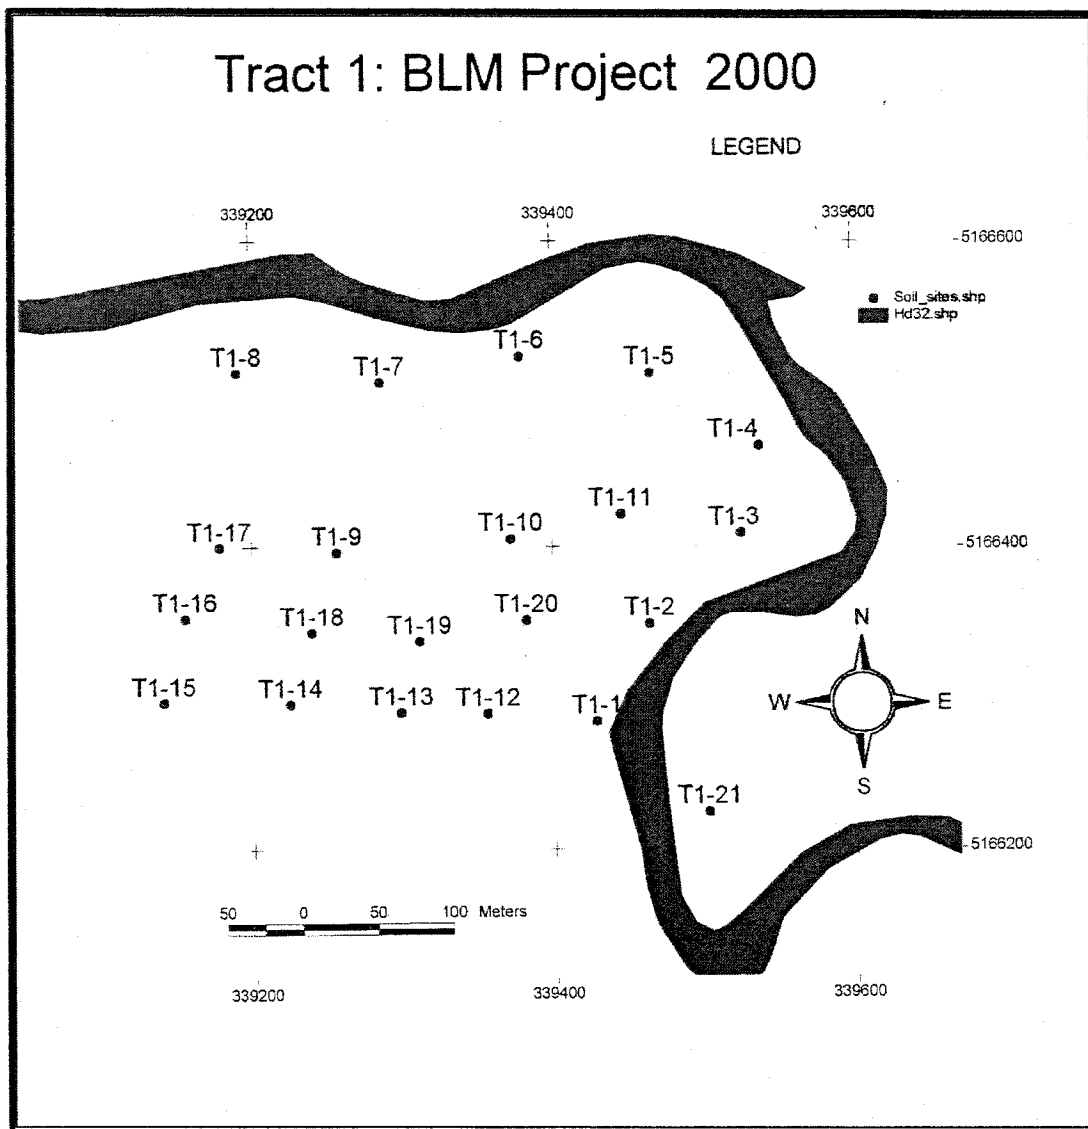 Tract 1: BLM Project 2000
LEGEND
339200 339400 339600
5166600
Soil_sites.shp
Hd32.shp
T1-6
T1-8 T1-7 T1-5
T1-4
T1-11
T1-17 T1-9 T1-10 T1-3
5166400
T1-16 T1-18 T1-19 T1-20 T1-2
N
T1-15 T1-14 T1-13 T1-12 T1-1
W E
S
T1-21
5166200
50 0 50 100 Meters
339200 339400 339600